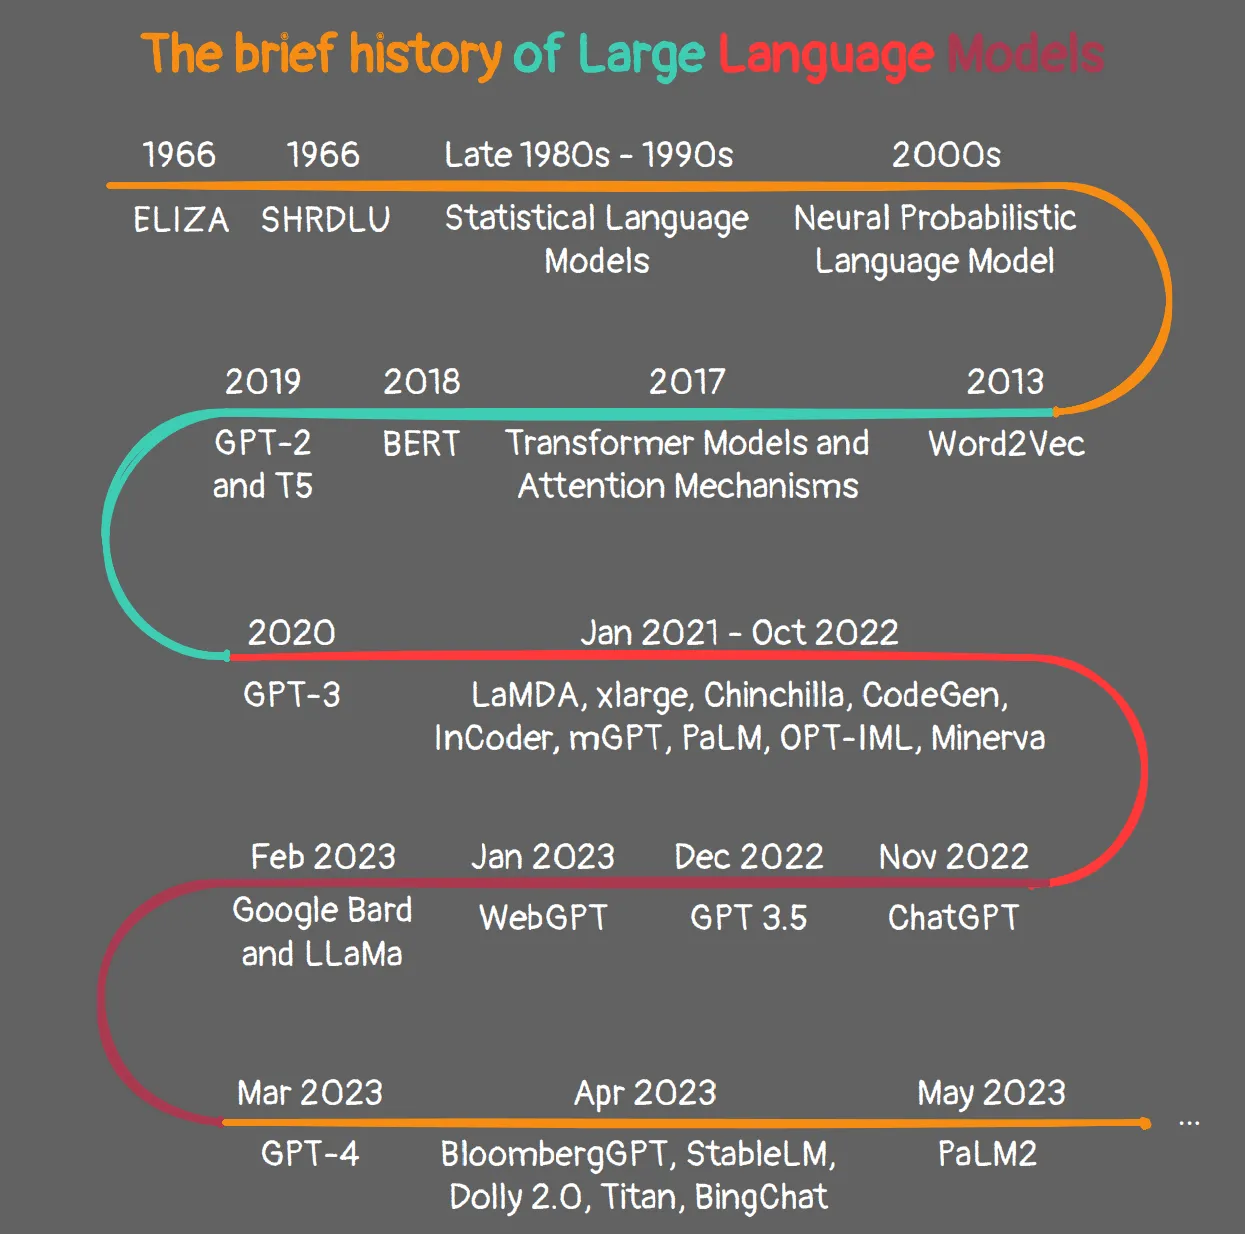 The brief history of Large Language Models
1966
ELIZA
1966
SHRDLU
Late 1980s - 1990s
Statistical Language
Models
2000s
Neural Probabilistic
Language Model
2013
Word2Vec
2017
Transformer Models and
Attention Mechanisms
2018
BERT
2019
GPT-2
and T5
2020
GPT-3
Jan 2021 - Oct 2022
LaMDA, xlarge, Chinchilla, CodeGen,
InCoder, mGPT, PaLM, OPT-IML, Minerva
Nov 2022
ChatGPT
Dec 2022
GPT 3.5
Jan 2023
WebGPT
Feb 2023
Google Bard
and LLaMa
Mar 2023
GPT-4
Apr 2023
BloombergGPT, StableLM,
Dolly 2.0, Titan, BingChat
May 2023
PaLM2
...